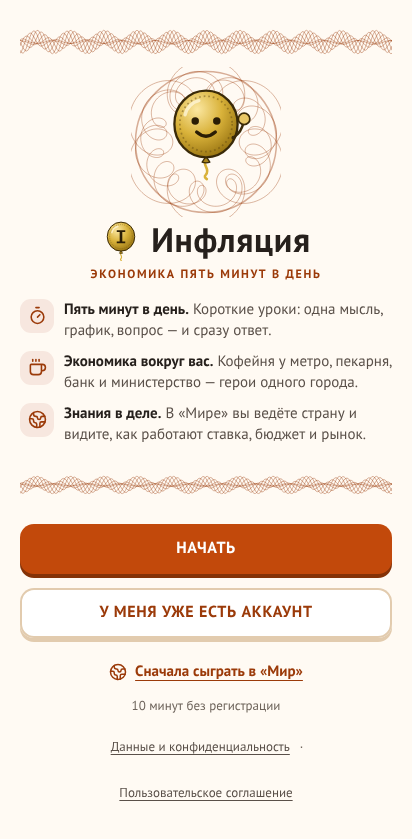 I Инфляция
ЭКОНОМИКА ПЯТЬ МИНУТ В ДЕНЬ
Пять минут в день. Короткие уроки: одна мысль,
график, вопрос — и сразу ответ.
Экономика вокруг вас. Кофейня у метро, пекарня,
банк и министерство — герои одного города.
Знания в деле. В «Мире» вы ведёте страну и
видите, как работают ставка, бюджет и рынок.
НАЧАТЬ
У МЕНЯ УЖЕ ЕСТЬ АККАУНТ
Сначала сыграть в «Мир»
10 минут без регистрации
Данные и конфиденциальность ·
Пользовательское соглашение